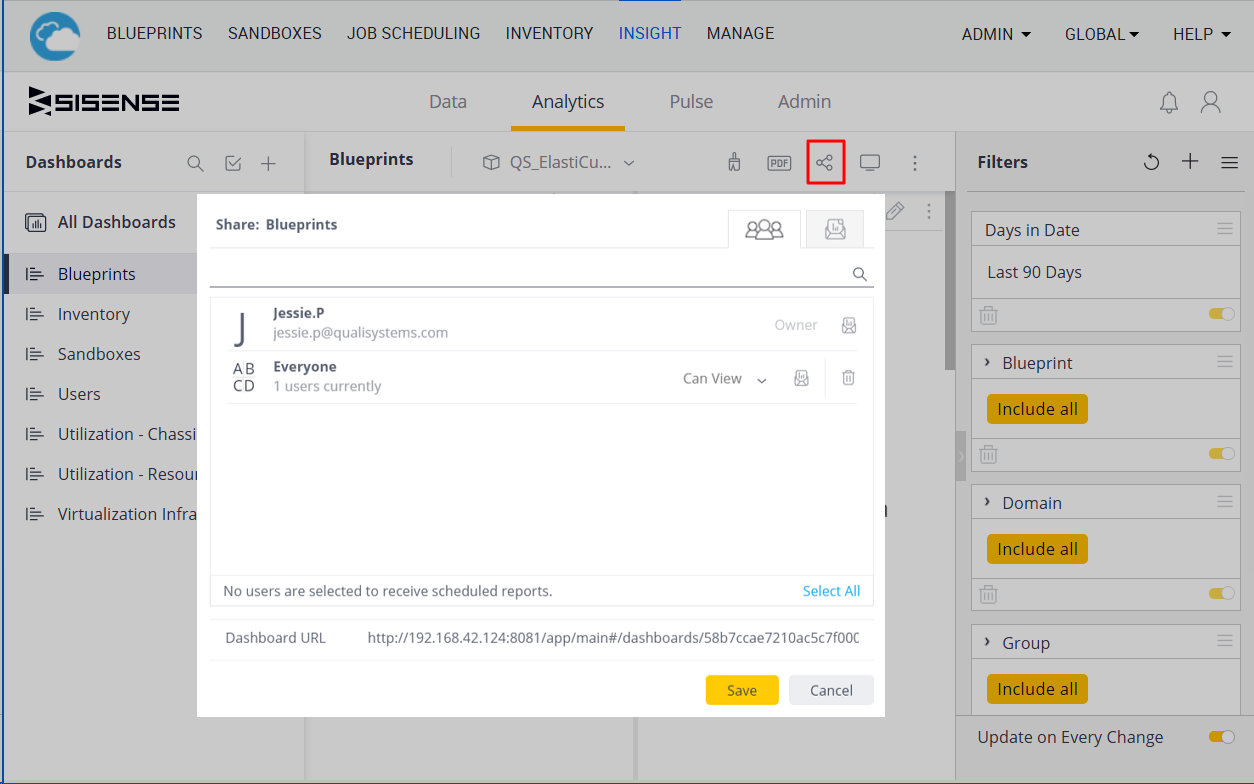 BLUEPRINTS SANDBOXES JOB SCHEDULING INVENTORY INSIGHT MANAGE ADMIN GLOBAL HELP
SISENSE Data Analytics Pulse Admin
Dashboards
Blueprints QS_ElastiCu... PDF
Filters
All Dashboards
Blueprints
Inventory
Sandboxes
Users
Utilization - Chassi
Utilization - Resour
Virtualization Infra
Share: Blueprints
J Jessie.P
jessie.p@qualisystems.com Owner
AB Everyone
CD 1 users currently Can View
No users are selected to receive scheduled reports. Select All
Dashboard URL http://192.168.42.124:8081/app/main#/dashboards/58b7ccae7210ac5c7f000
Save Cancel
Days in Date
Last 90 Days
Blueprint
Include all
Domain
Include all
Group
Include all
Update on Every Change